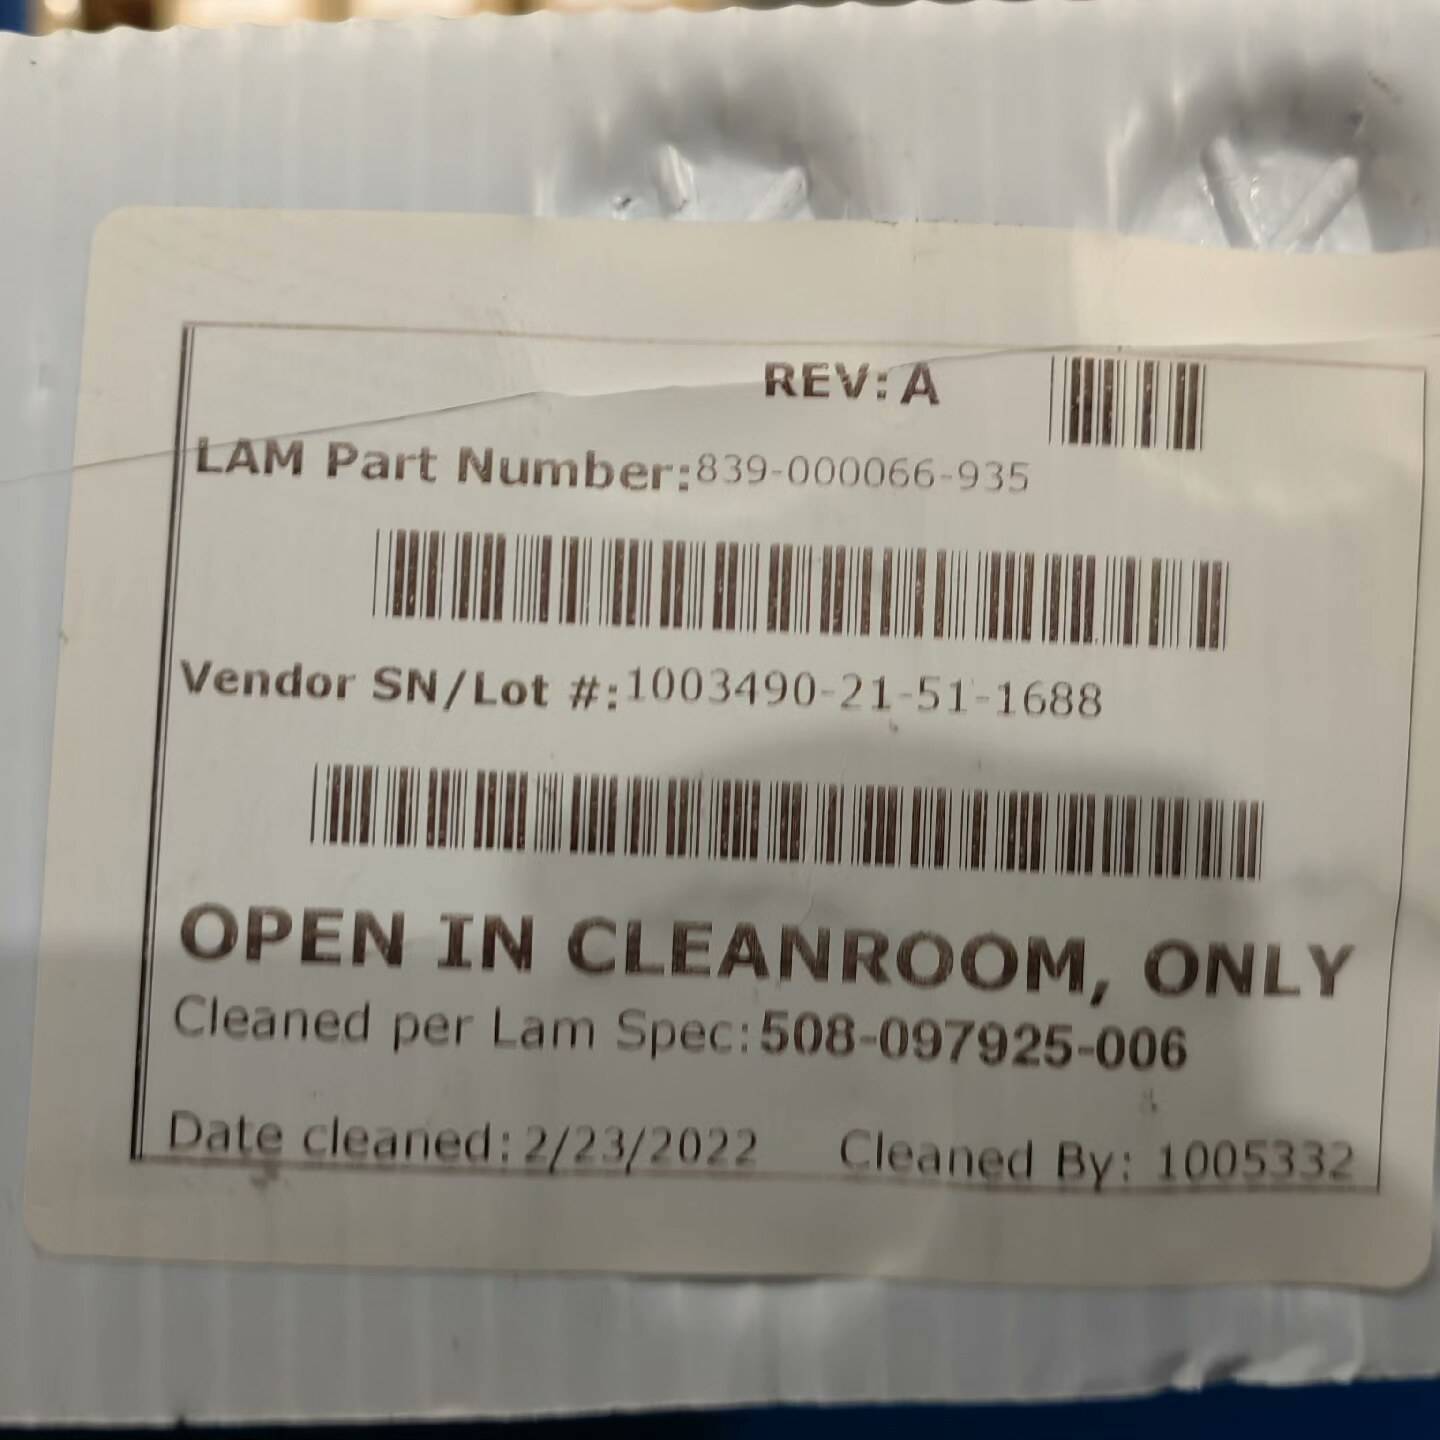 REV: A
LAM Part Number:839-000066-935
Vendor SN/Lot #:1003490-21-51-1688
OPEN IN CLEANROOM, ONLY
Cleaned per Lam Spec:508-097925-006
Date cleaned: 2/23/2022 Cleaned By: 1005332